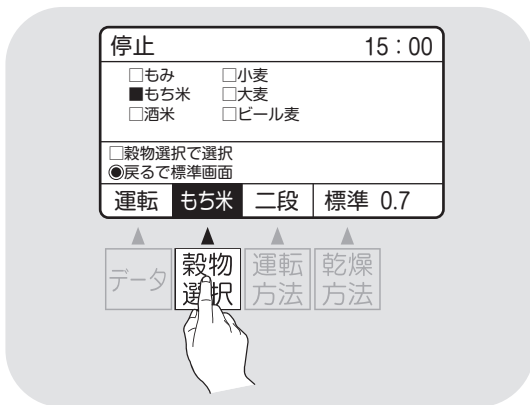 停止 15:00
□もみ □小麦
■もち米 □大麦
□酒米 □ビール麦
□穀物選択で選択
◉戻るで標準画面
運転 もち米 二段 標準 0.7
▲ ▲ ▲ ▲
データ 穀物選択 運転方法 乾燥方法